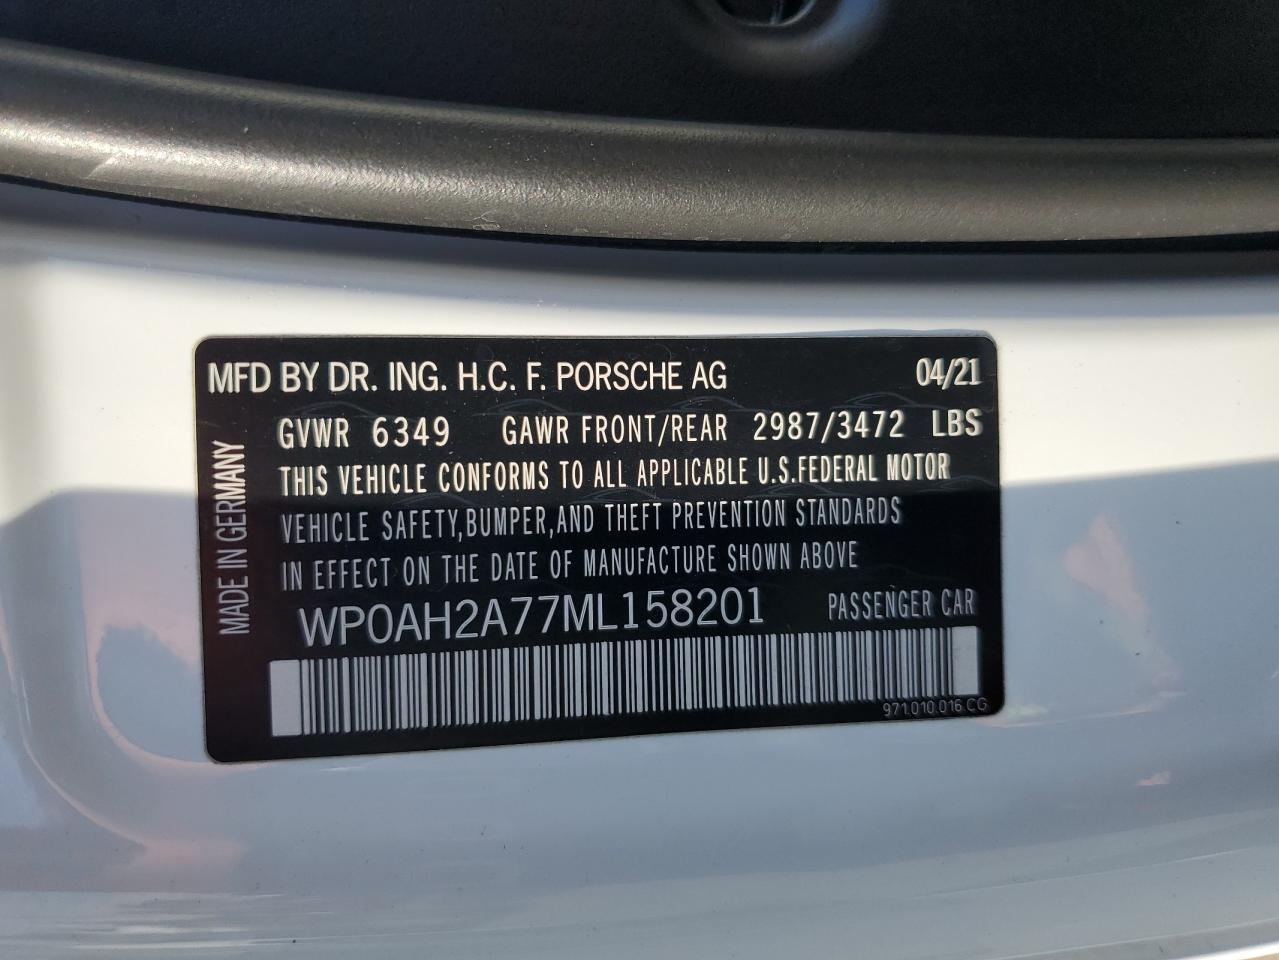 MFD BY DR. ING. H.C. F. PORSCHE AG 04/21
GVWR 6349 GAWR FRONT/REAR 2987/3472 LBS
THIS VEHICLE CONFORMS TO ALL APPLICABLE U.S.FEDERAL MOTOR
VEHICLE SAFETY,BUMPER,AND THEFT PREVENTION STANDARDS
IN EFFECT ON THE DATE OF MANUFACTURE SHOWN ABOVE
WP0AH2A77ML158201 PASSENGER CAR
971.010.016.CG
MADE IN GERMANY